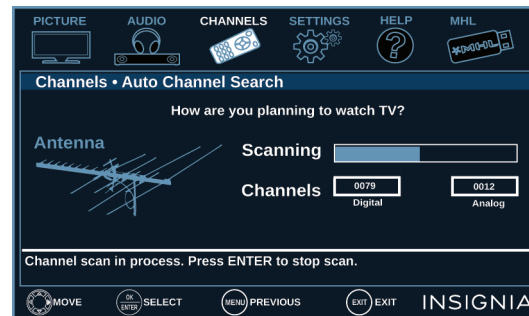 PICTURE AUDIO CHANNELS SETTINGS HELP MHL
MHL
Channels • Auto Channel Search
How are you planning to watch TV?
Antenna
Scanning
Channels 0079 0012
Digital Analog
Channel scan in process. Press ENTER to stop scan.
MOVE OK ENTER SELECT MENU PREVIOUS EXIT EXIT INSIGNIA